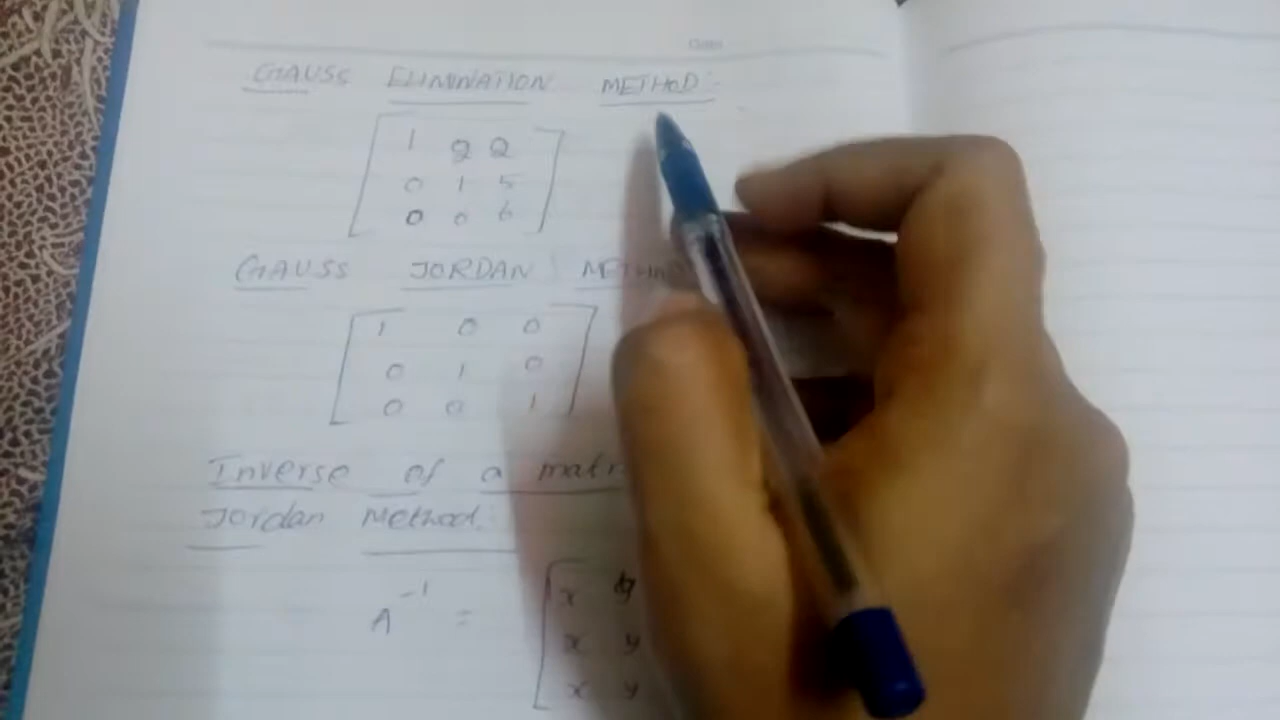 GAUSS ELIMINATION METHOD:-
1 2 2
0 1 5
0 0 6
GAUSS JORDAN
1 0 0
0 1 0
0 0 1
Inverse of a
Jordan Method:
A⁻¹ =
x y
x y
x y